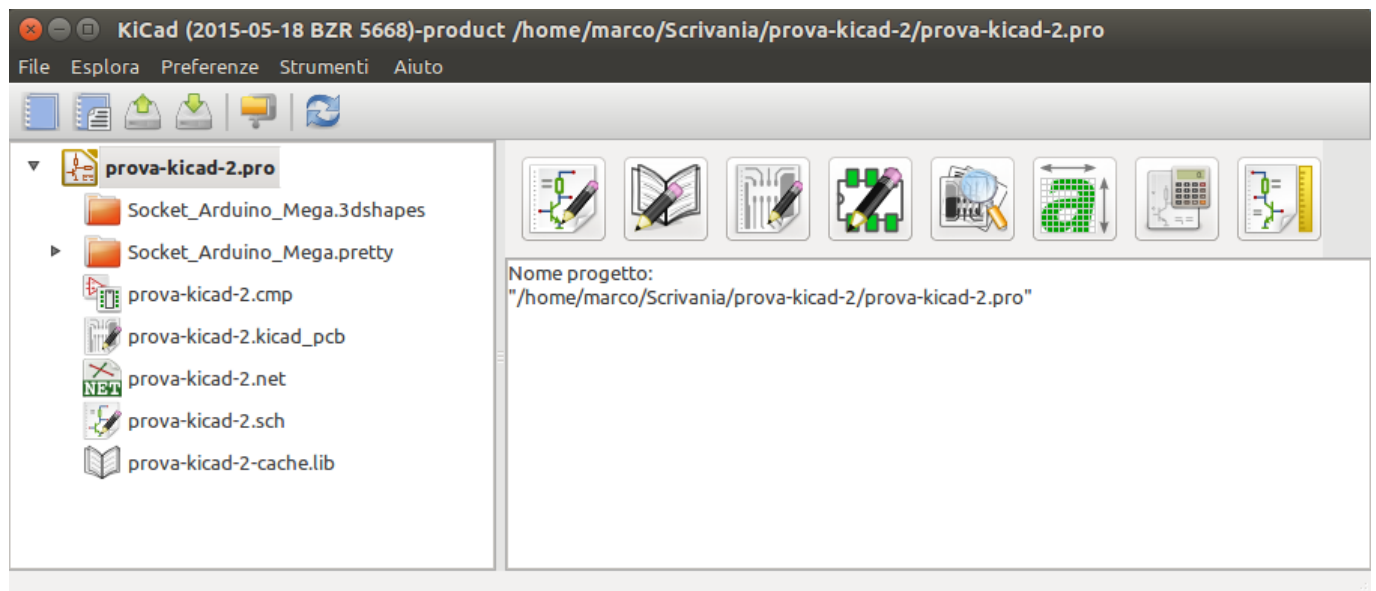 KiCad (2015-05-18 BZR 5668)-product /home/marco/Scrivania/prova-kicad-2/prova-kicad-2.pro
File Esplora Preferenze Strumenti Aiuto
prova-kicad-2.pro
Socket_Arduino_Mega.3dshapes
Socket_Arduino_Mega.pretty
prova-kicad-2.cmp
prova-kicad-2.kicad_pcb
NET prova-kicad-2.net
prova-kicad-2.sch
prova-kicad-2-cache.lib
a
Nome progetto:
"/home/marco/Scrivania/prova-kicad-2/prova-kicad-2.pro"